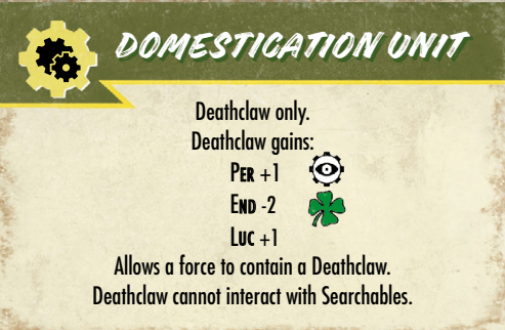 DOMESTICATION UNIT
Deathclaw only.
Deathclaw gains:
PER +1
END -2
LUC +1
Allows a force to contain a Deathclaw.
Deathclaw cannot interact with Searchables.